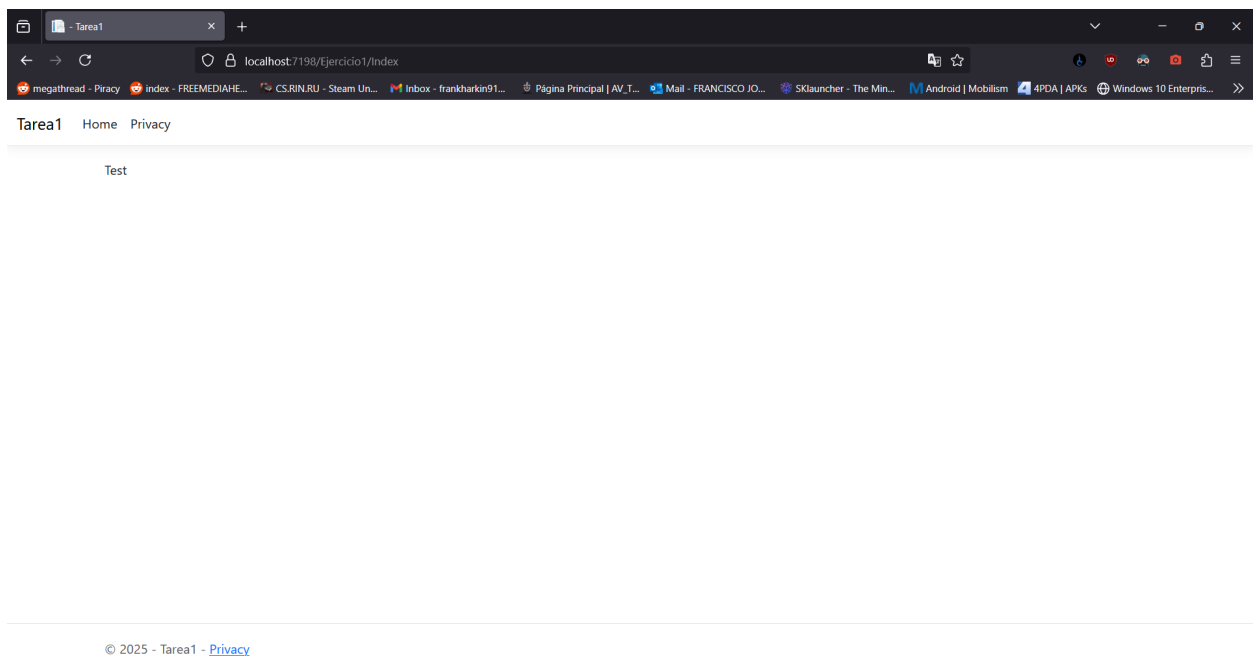 - Tarea1
localhost:7198/Ejercicio1/Index
megathread - Piracy index - FREEMEDIAHE... CS.RIN.RU - Steam Un... Inbox - frankharkin91... Página Principal | AV_T... Mail - FRANCISCO JO... SKlauncher - The Min... Android | Mobilism 4PDA | APKs Windows 10 Enterpris...
Tarea1 Home Privacy
Test
© 2025 - Tarea1 - Privacy